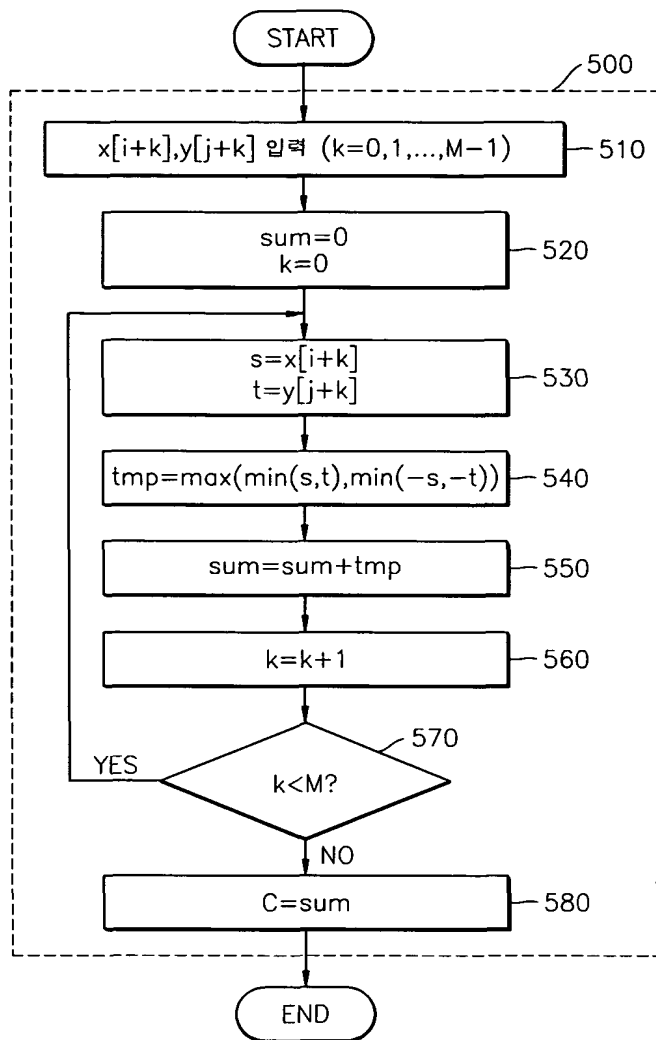 START
500
x[i+k],y[j+k] 입력 (k=0,1,...,M-1)
510
sum=0
k=0
520
s=x[i+k]
t=y[j+k]
530
tmp=max(min(s,t),min(-s,-t))
540
sum=sum+tmp
550
k=k+1
560
570
YES
k<M?
NO
C=sum
580
END